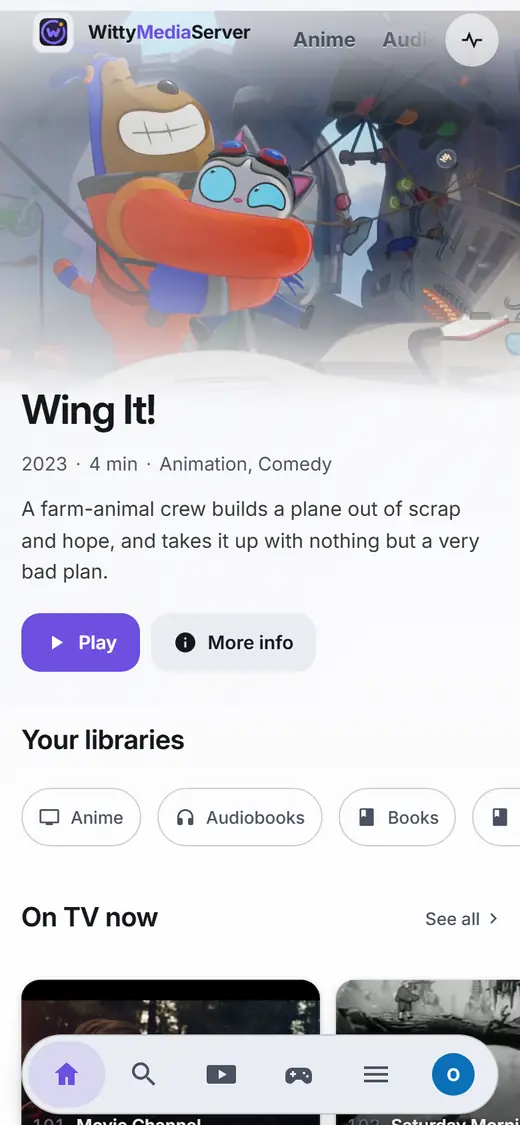 WittyMediaServer
Anime
Wing It!
2023 · 4 min · Animation, Comedy
A farm-animal crew builds a plane out of scrap
and hope, and takes it up with nothing but a very
bad plan.
Play
More info
Your libraries
Anime
Audiobooks
Books
On TV now
See all
O
Movie Channel